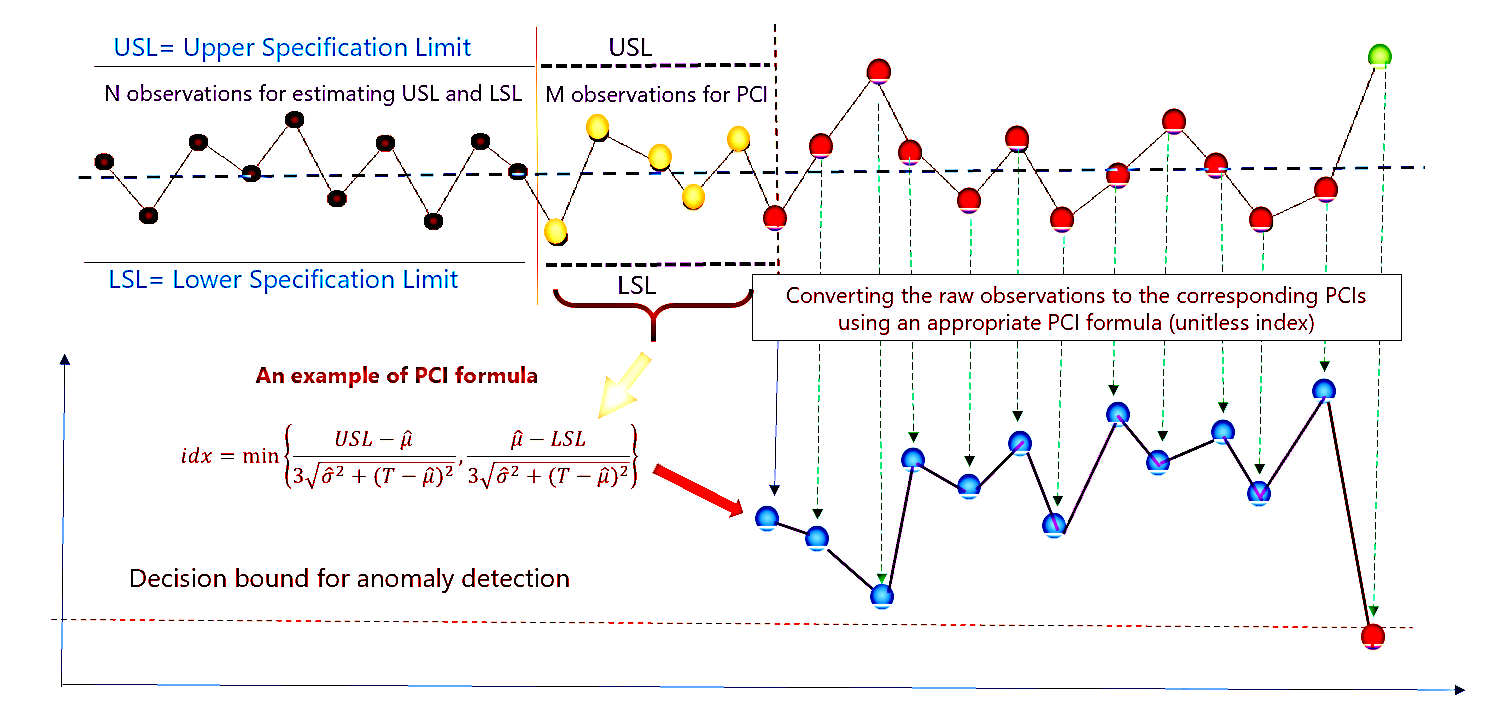 USL= Upper Specification Limit
USL
N observations for estimating USL and LSL
M observations for PCI
LSL= Lower Specification Limit
LSL
Converting the raw observations to the corresponding PCIs
using an appropriate PCI formula (unitless index)
An example of PCI formula
idx = min{(USL − μ̂)/(3√(σ̂² + (T − μ̂)²)), (μ̂ − LSL)/(3√(σ̂² + (T − μ̂)²))}
Decision bound for anomaly detection